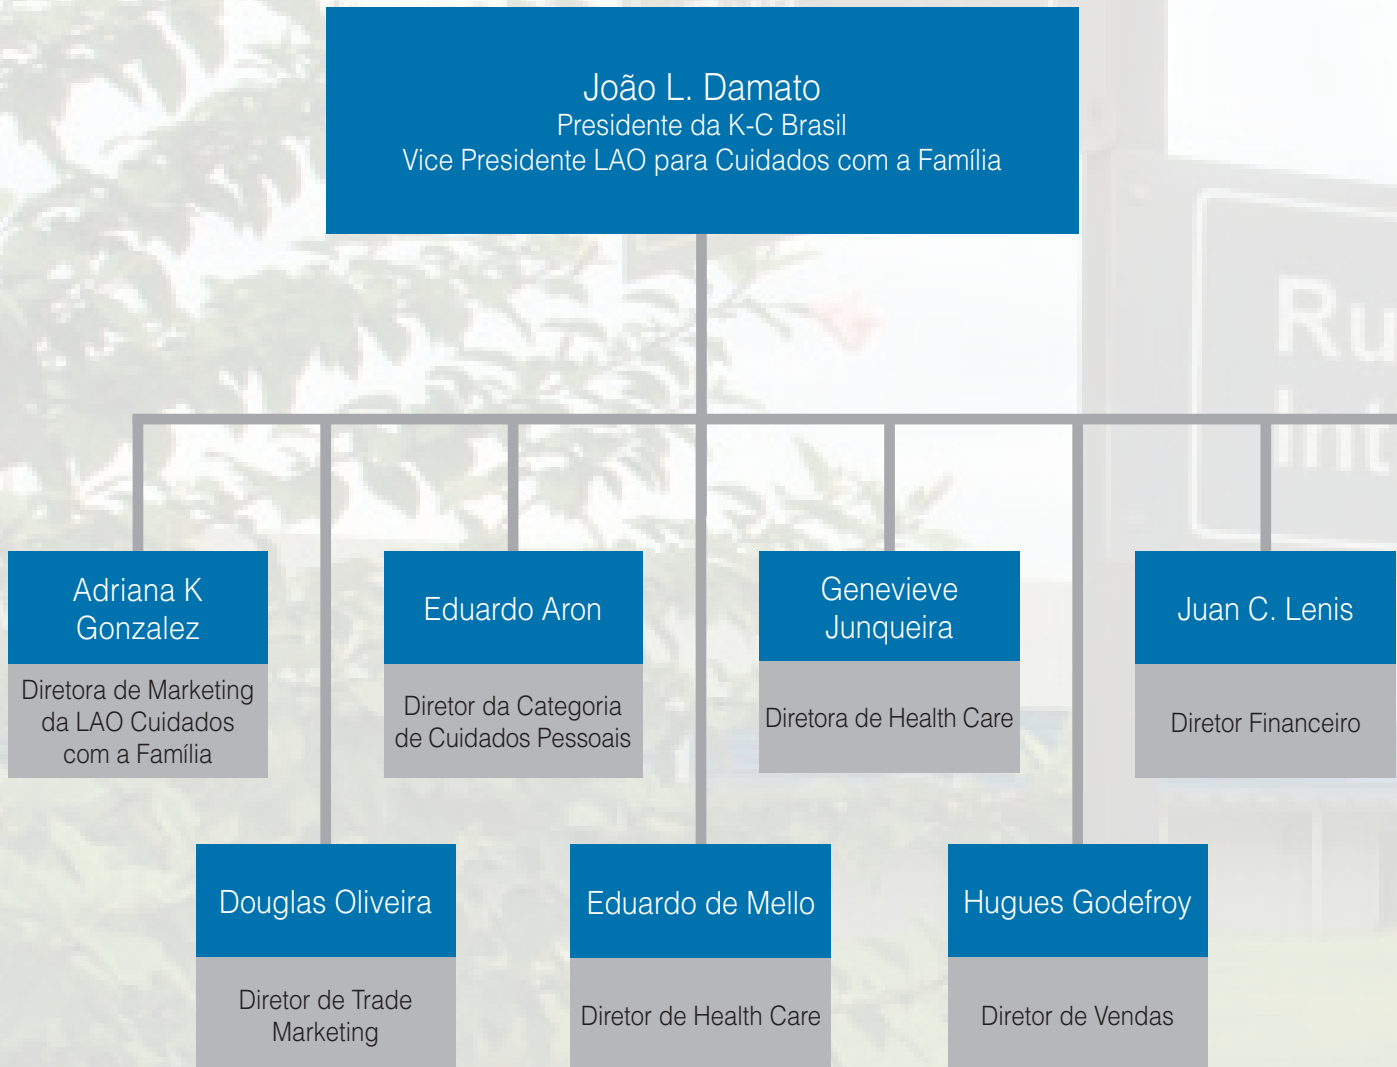 João L. Damato
Presidente da K-C Brasil
Vice Presidente LAO para Cuidados com a Família
Ru
Int
Adriana K
Gonzalez
Diretora de Marketing
da LAO Cuidados
com a Família
Eduardo Aron
Diretor da Categoria
de Cuidados Pessoais
Genevieve
Junqueira
Diretora de Health Care
Juan C. Lenis
Diretor Financeiro
Douglas Oliveira
Diretor de Trade
Marketing
Eduardo de Mello
Diretor de Health Care
Hugues Godefroy
Diretor de Vendas